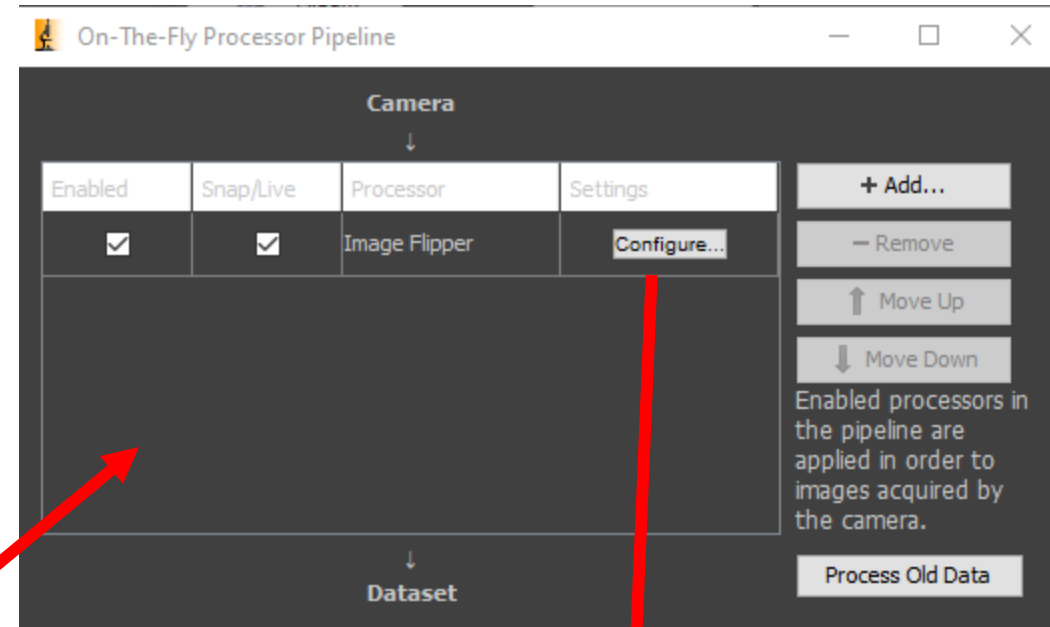 On-The-Fly Processor Pipeline
Camera
↓
Enabled Snap/Live Processor Settings
Image Flipper Configure...
+ Add...
− Remove
Move Up
Move Down
Enabled processors in
the pipeline are
applied in order to
images acquired by
the camera.
↓
Dataset
Process Old Data